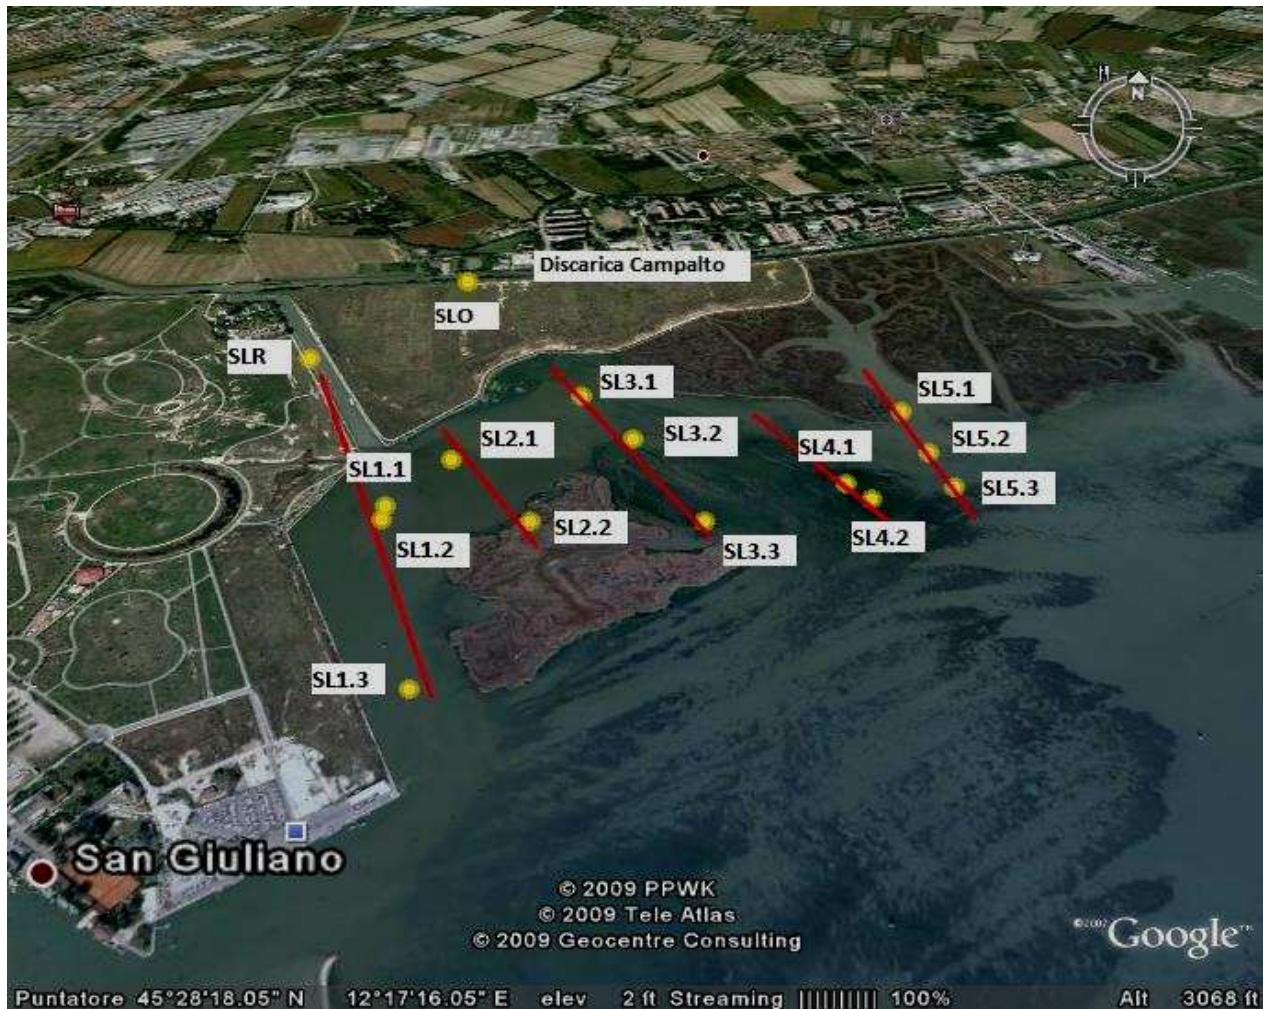 N
Discarica Campalto
SLO
SLR
SL3.1
SL5.1
SL3.2
SL2.1
SL4.1
SL5.2
SL1.1
SL5.3
SL2.2
SL4.2
SL1.2
SL3.3
SL1.3
San Giuliano
© 2009 PPWK
© 2009 Tele Atlas
© 2009 Geocentre Consulting
©2007 Google™
Puntatore 45°28'18.05" N 12°17'16.05" E elev 2 ft Streaming |||||||||| 100% Alt 3068 ft